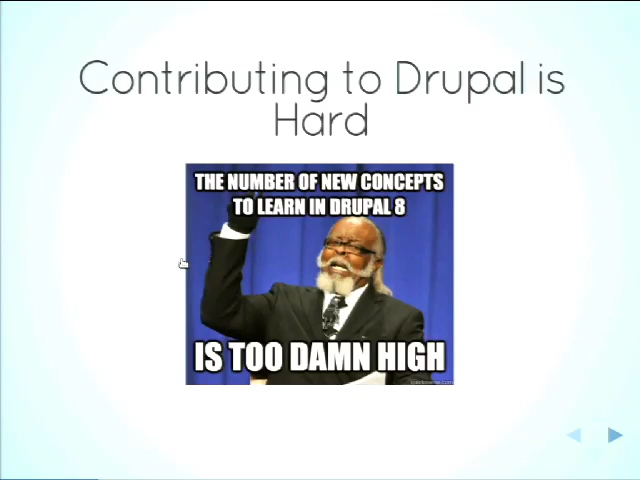 Contributing to Drupal is
Hard
THE NUMBER OF NEW CONCEPTS
TO LEARN IN DRUPAL 8
IS TOO DAMN HIGH